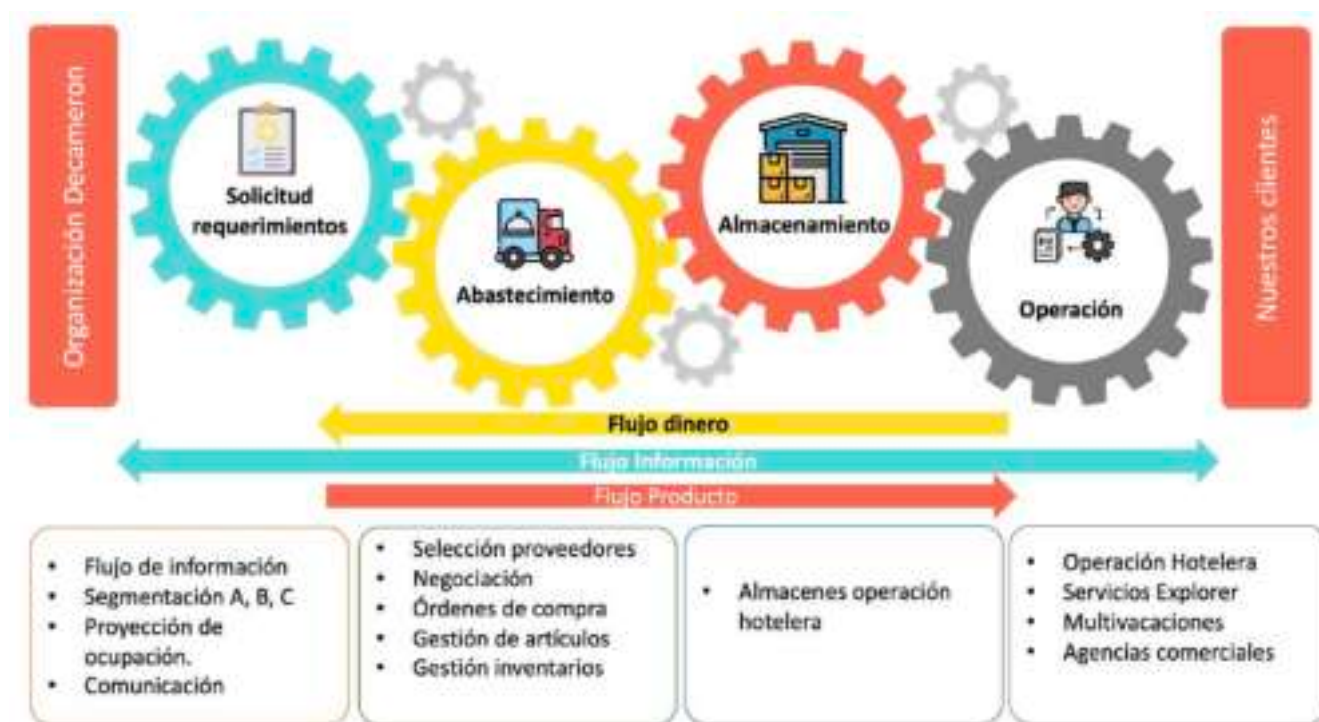 Organización Decameron
Solicitud
requerimientos
Abastecimiento
Almacenamiento
Operación
Nuestros clientes
Flujo dinero
Flujo Información
Flujo Producto
• Flujo de información
• Segmentación A, B, C
• Proyección de
ocupación.
• Comunicación
• Selección proveedores
• Negociación
• Órdenes de compra
• Gestión de artículos
• Gestión inventarios
• Almacenes operación
hotelera
• Operación Hotelera
• Servicios Explorer
• Multivacaciones
• Agencias comerciales